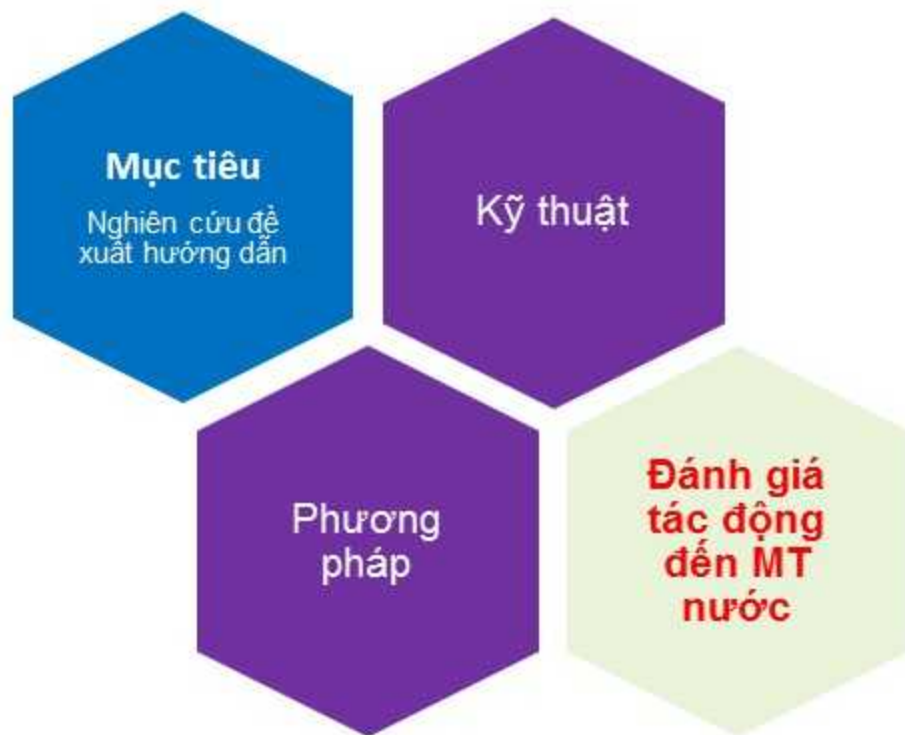 Mục tiêu
Nghiên cứu đề
xuất hướng dẫn
Kỹ thuật
Phương
pháp
Đánh giá
tác động
đến MT
nước